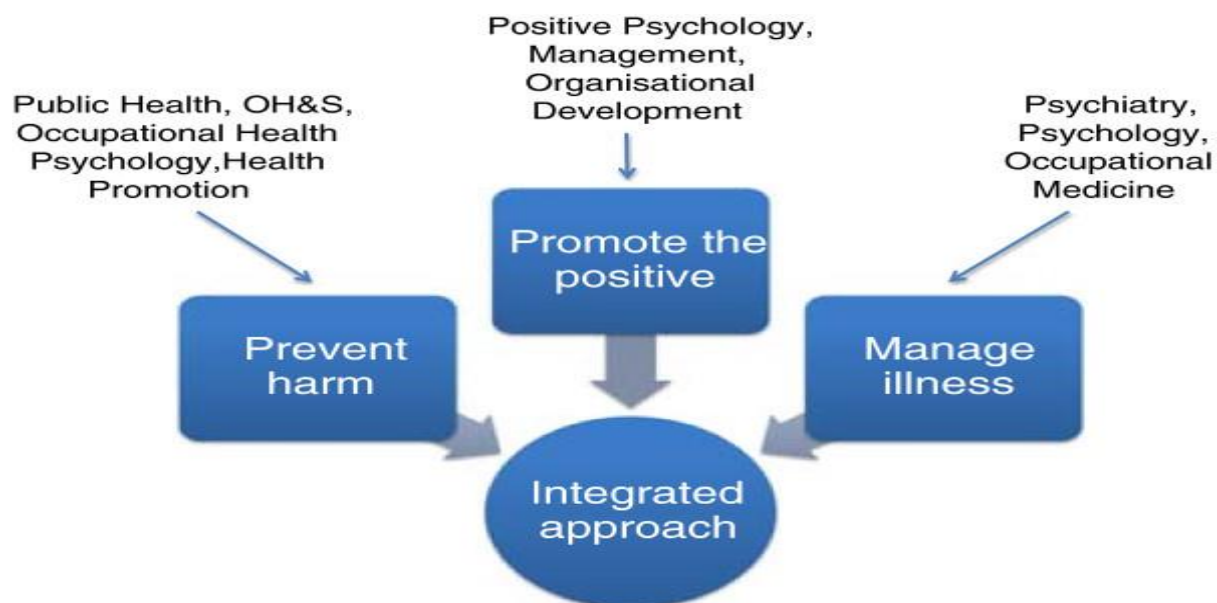 Positive Psychology,
Management,
Organisational
Development
Public Health, OH&S,
Occupational Health
Psychology,Health
Promotion
Psychiatry,
Psychology,
Occupational
Medicine
Promote the
positive
Prevent
harm
Manage
illness
Integrated
approach